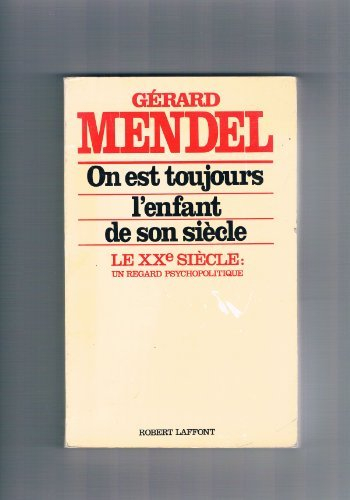 GÉRARD
MENDEL
On est toujours
l'enfant
de son siècle
LE XXe SIÈCLE:
UN REGARD PSYCHOPOLITIQUE
ROBERT LAFFONT